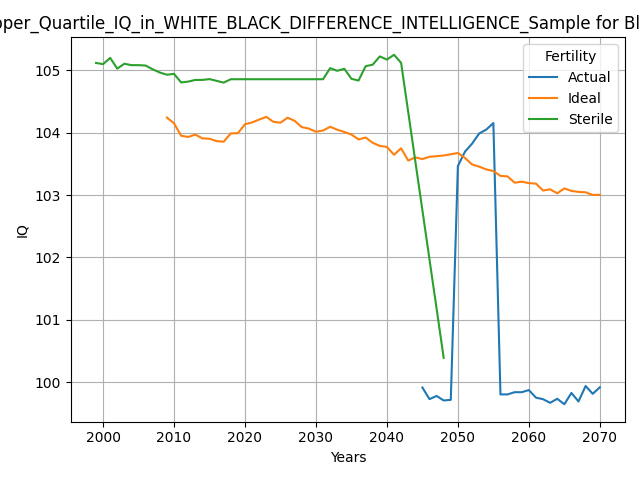 pper_Quartile_IQ_in_WHITE_BLACK_DIFFERENCE_INTELLIGENCE_Sample for Bl
Fertility
Actual
Ideal
Sterile
IQ
105
104
103
102
101
100
2000 2010 2020 2030 2040 2050 2060 2070
Years